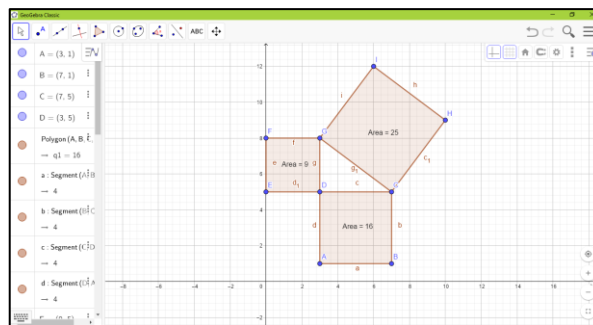 GeoGebra Classic
ABC
A = (3, 1)
B = (7, 1)
C = (7, 5)
D = (3, 5)
Polygon (A, B,
→ q1 = 16
a : Segment (A, B
→ 4
b : Segment (B, C
→ 4
c : Segment (C, D
→ 4
d : Segment (D, A
→ 4
12
10
8
6
4
2
0
-2
-8
-6
-4
-2
2
4
6
8
10
12
14
16
I
i
h
H
Area = 25
F
f
G
e
Area = 9
g
g₁
c₁
E
d₁
D
c
C
d
Area = 16
b
A
a
B